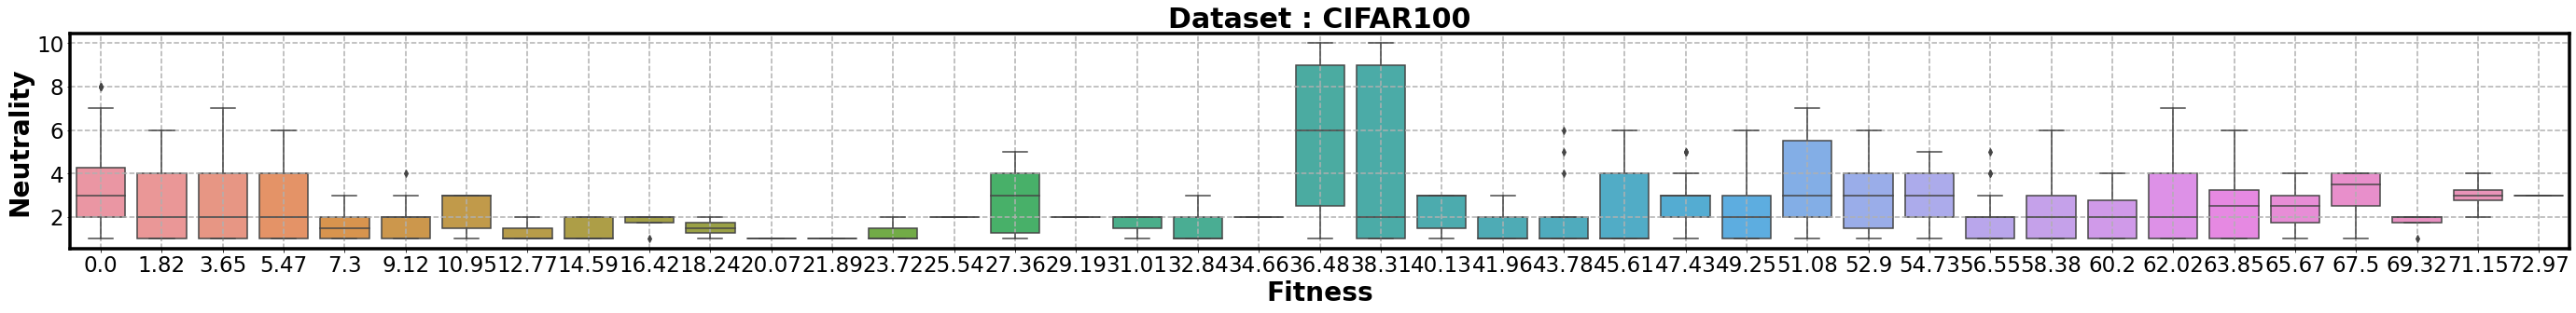 Dataset : CIFAR100
Neutrality
10
8
6
4
2
0.0 1.82 3.65 5.47 7.3 9.12 10.95 12.77 14.59 16.42 18.24 20.07 21.89 23.72 25.54 27.36 29.19 31.01 32.84 34.66 36.48 38.31 40.13 41.96 43.78 45.61 47.43 49.25 51.08 52.9 54.73 56.55 58.38 60.2 62.02 63.85 65.67 67.5 69.32 71.15 72.97
Fitness